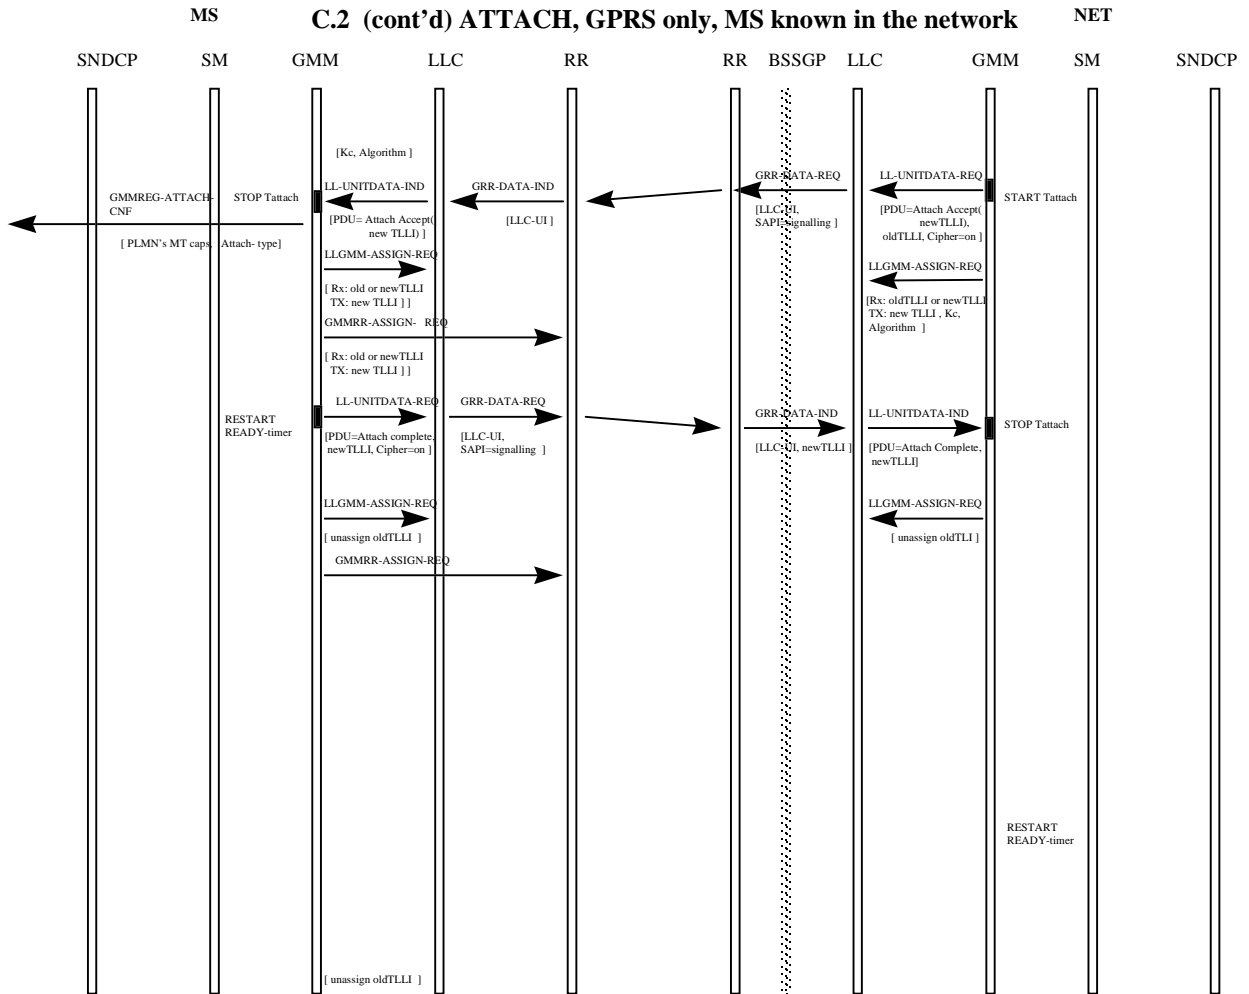 MS C.2 (cont'd) ATTACH, GPRS only, MS known in the network NET
SNDCP SM GMM LLC RR RR BSSGP LLC GMM SM SNDCP
[Kc, Algorithm ]
GMMREG-ATTACH-
CNF
STOP Tattach
[ PLMN's MT caps, Attach- type]
LL-UNITDATA-IND
[PDU= Attach Accept(
new TLLI) ]
GRR-DATA-IND
[LLC-UI ]
GRR-DATA-REQ
[LLC-UI,
SAPI=signalling ]
LL-UNITDATA-REQ
[PDU=Attach Accept(
newTLLI),
oldTLLI, Cipher=on ]
START Tattach
LLGMM-ASSIGN-REQ
[ Rx: old or newTLLI
TX: new TLLI ] ]
LLGMM-ASSIGN-REQ
[Rx: oldTLLI or newTLLI
TX: new TLLI , Kc,
Algorithm ]
GMMRR-ASSIGN- REQ
[ Rx: old or newTLLI
TX: new TLLI ] ]
RESTART
READY-timer
LL-UNITDATA-REQ
[PDU=Attach complete,
newTLLI, Cipher=on ]
GRR-DATA-REQ
[LLC-UI,
SAPI=signalling ]
GRR-DATA-IND
[LLC-UI, newTLLI ]
LL-UNITDATA-IND
[PDU=Attach Complete,
newTLLI]
STOP Tattach
LLGMM-ASSIGN-REQ
[ unassign oldTLLI ]
LLGMM-ASSIGN-REQ
[ unassign oldTLI ]
GMMRR-ASSIGN-REQ
RESTART
READY-timer
[ unassign oldTLLI ]